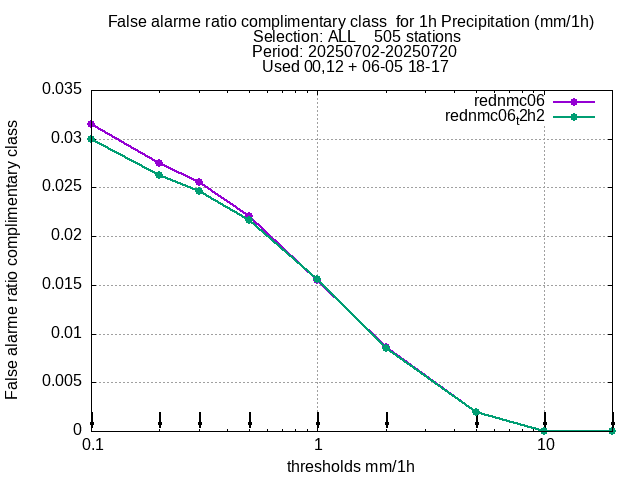 False alarme ratio complimentary class  for 1h Precipitation (mm/1h)
Selection: ALL    505 stations
Period: 20250702-20250720
Used 00,12 + 06-05 18-17
rednmc06
rednmc06_t2h2
False alarme ratio complimentary class
0.035
0.03
0.025
0.02
0.015
0.01
0.005
0
0.1
1
10
thresholds mm/1h